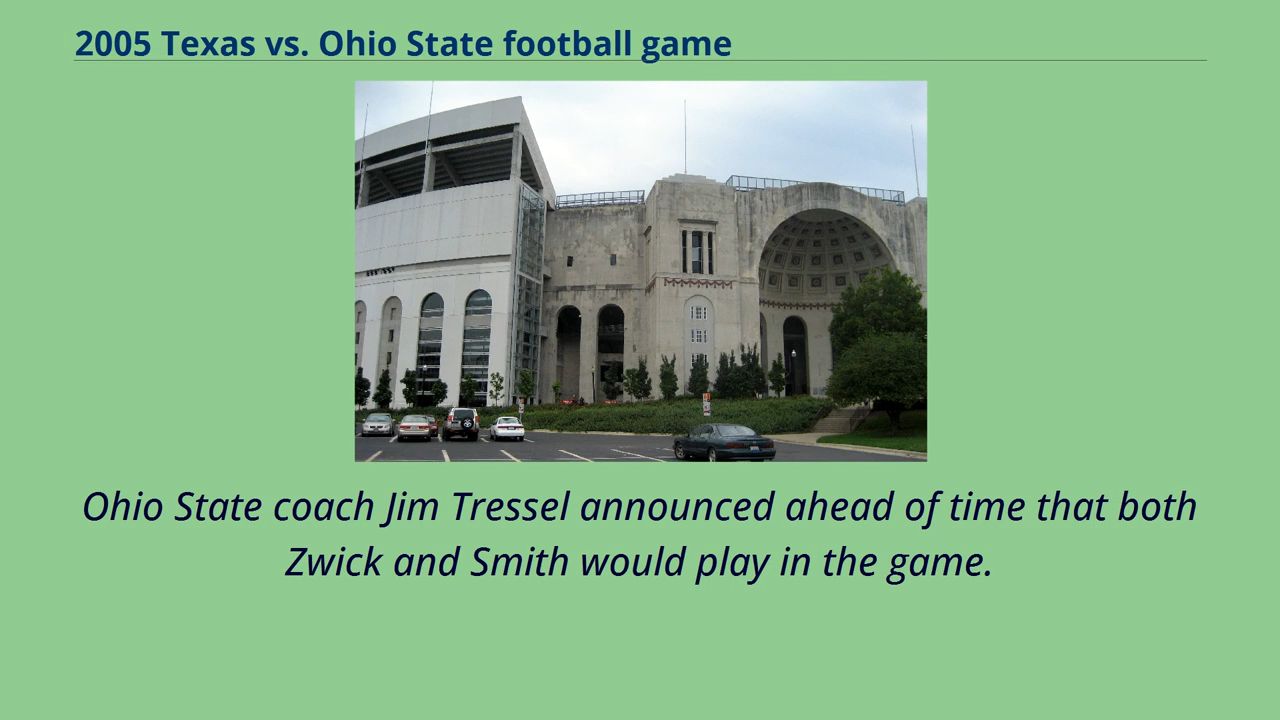 2005 Texas vs. Ohio State football game
Ohio State coach Jim Tressel announced ahead of time that both
Zwick and Smith would play in the game.